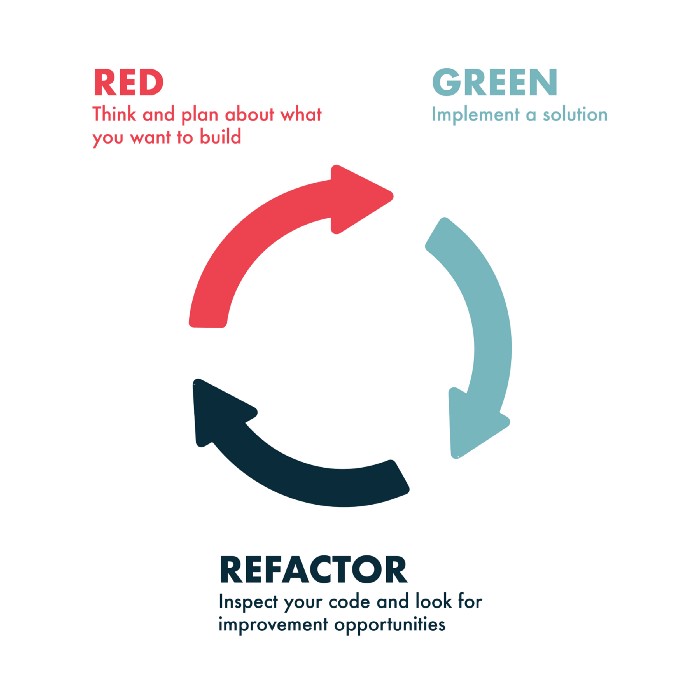 RED
Think and plan about what
you want to build
GREEN
Implement a solution
REFACTOR
Inspect your code and look for
improvement opportunities